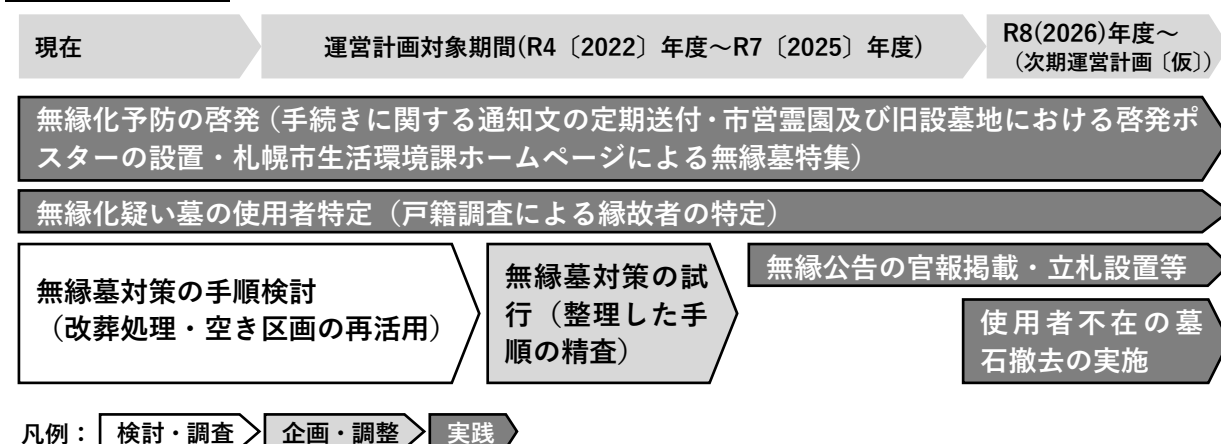 現在
運営計画対象期間(R4〔2022〕年度～R7〔2025〕年度)
R8(2026)年度～
（次期運営計画〔仮〕）
無縁化予防の啓発（手続きに関する通知文の定期送付・市営霊園及び旧設墓地における啓発ポ
スターの設置・札幌市生活環境課ホームページによる無縁墓特集）
無縁化疑い墓の使用者特定（戸籍調査による縁故者の特定）
無縁墓対策の手順検討
（改葬処理・空き区画の再活用）
無縁墓対策の試
行（整理した手
順の精査）
無縁公告の官報掲載・立札設置等
使用者不在の墓
石撤去の実施
凡例：
検討・調査
企画・調整
実践